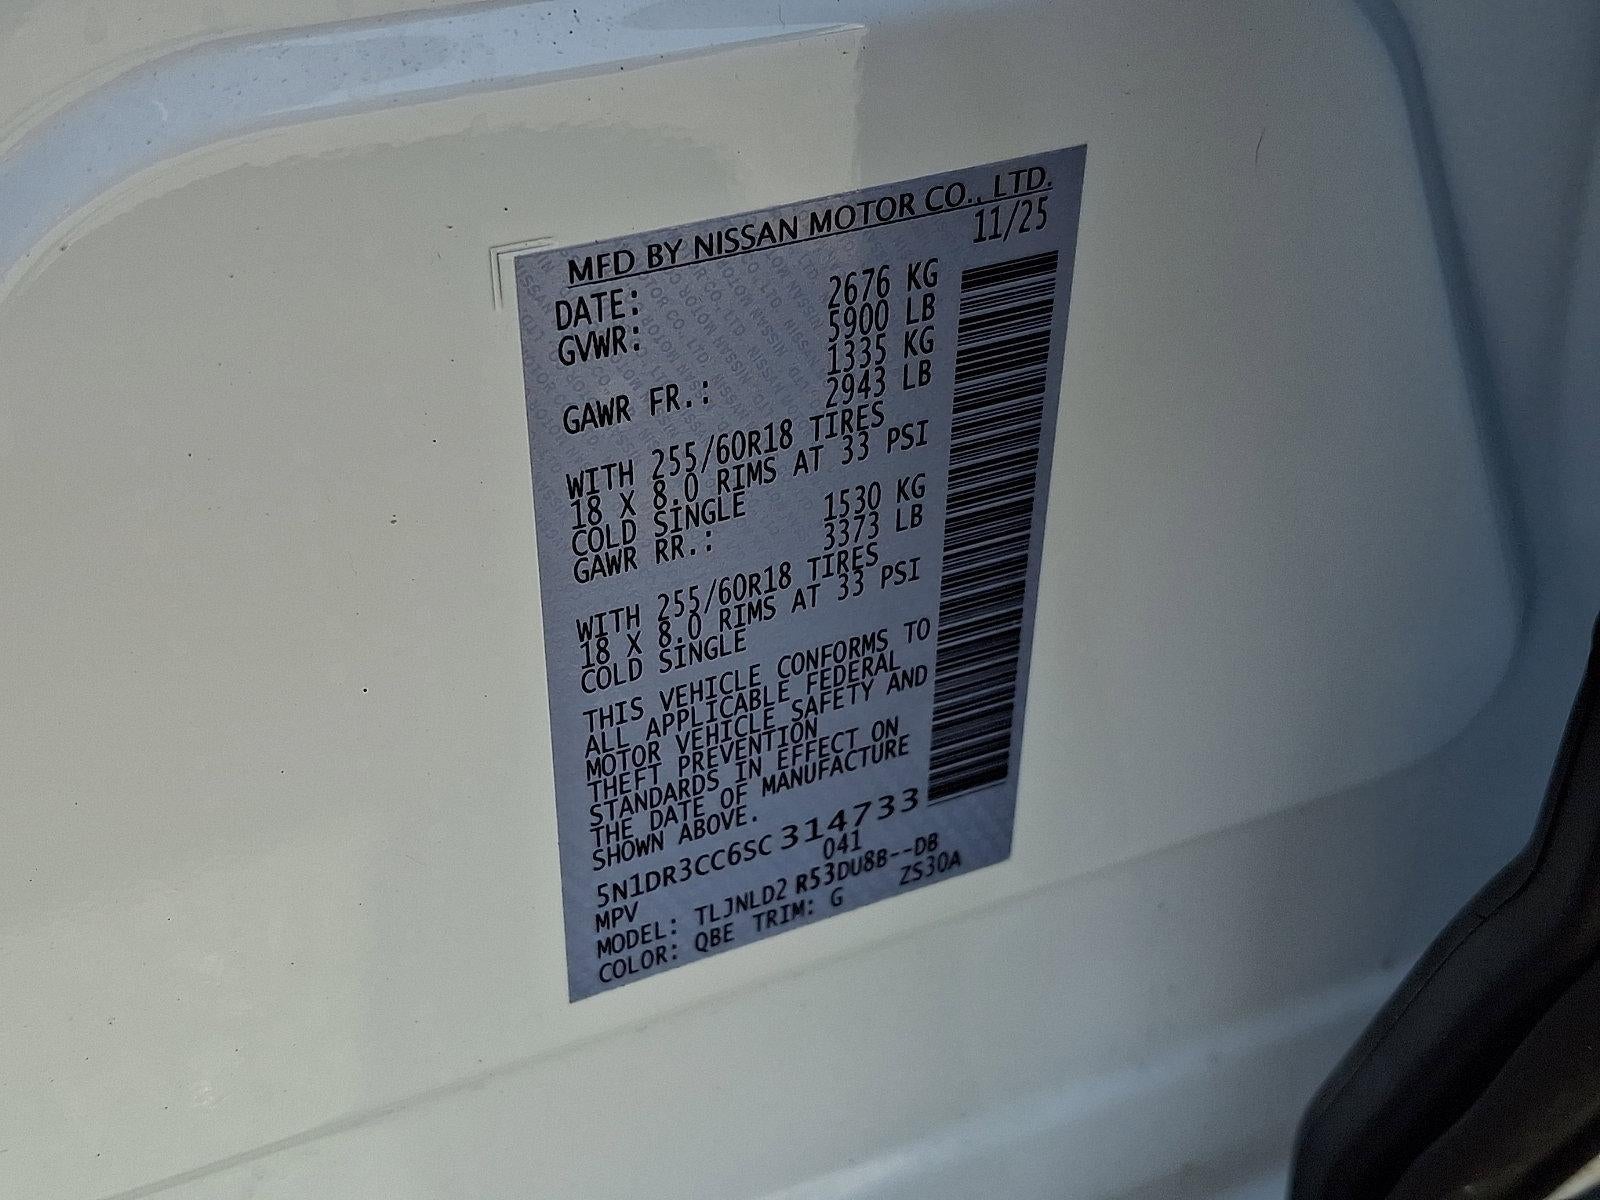 MFD BY NISSAN MOTOR CO., LTD.
DATE: 11/25
GVWR: 2676 KG
5900 LB
GAWR FR.: 1335 KG
2943 LB
WITH 255/60R18 TIRES
18 X 8.0 RIMS AT 33 PSI
COLD SINGLE
GAWR RR.: 1530 KG
3373 LB
WITH 255/60R18 TIRES
18 X 8.0 RIMS AT 33 PSI
COLD SINGLE
THIS VEHICLE CONFORMS TO
ALL APPLICABLE FEDERAL
MOTOR VEHICLE SAFETY AND
THEFT PREVENTION
STANDARDS IN EFFECT ON
THE DATE OF MANUFACTURE
SHOWN ABOVE.
5N1DR3CC6SC 314733
MPV 041
MODEL: TLJNLD2 R53DU8B--DB
COLOR: QBE TRIM: G ZS30A